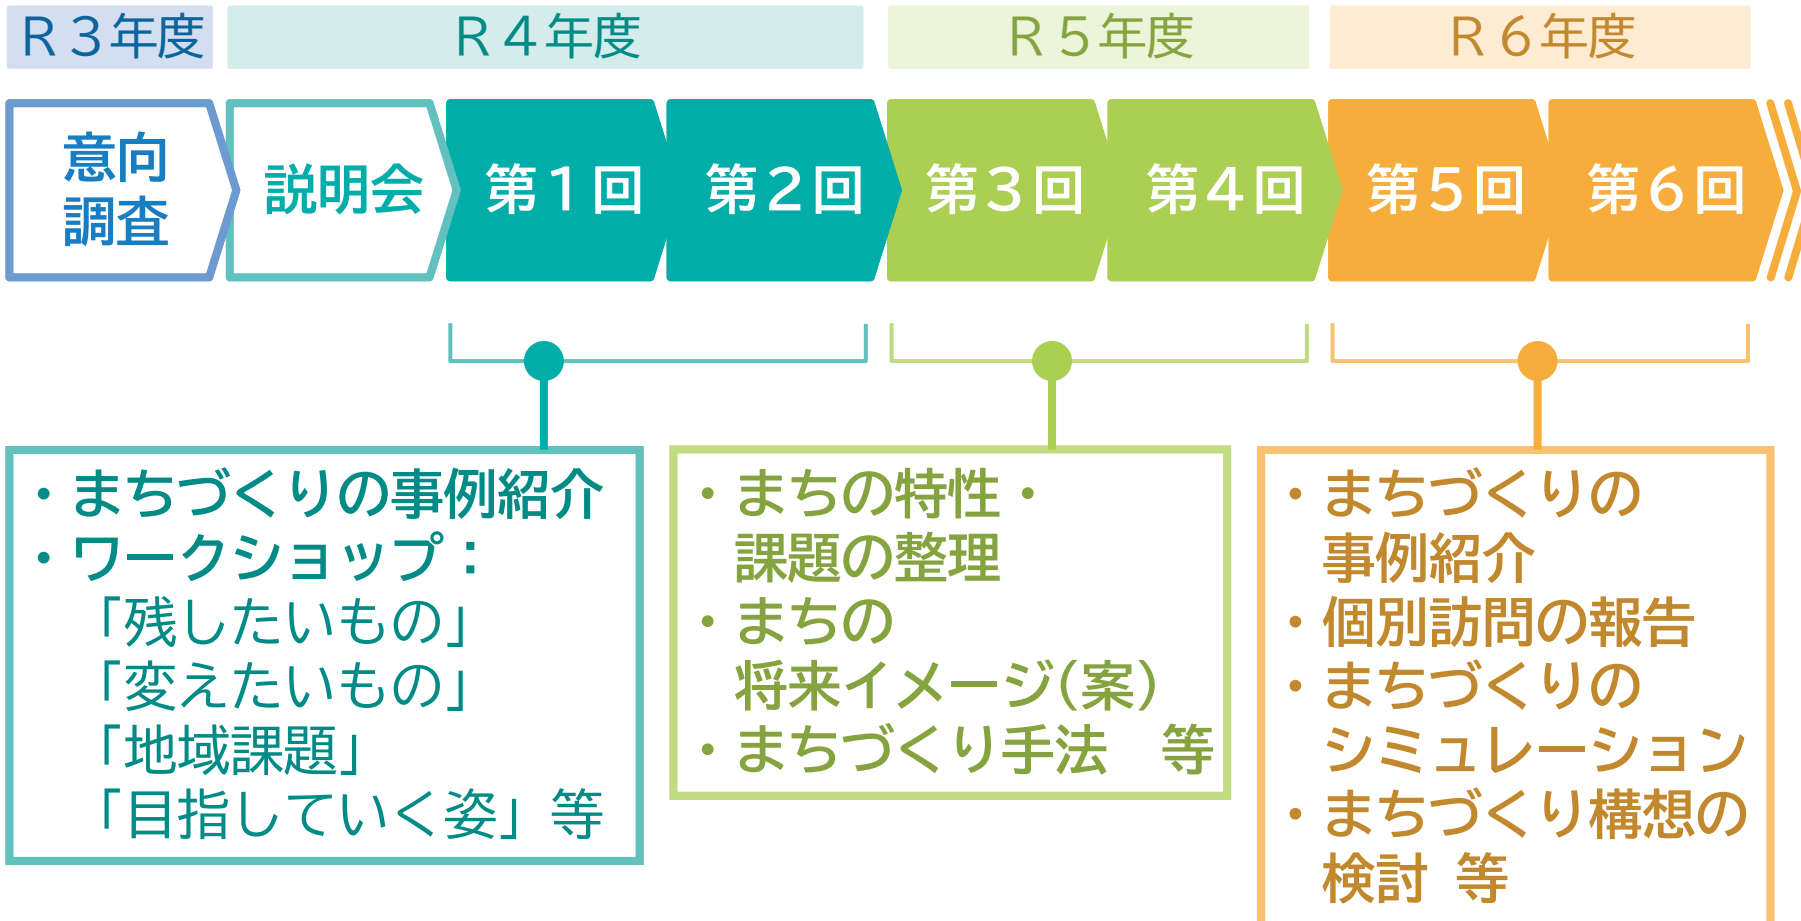 Ｒ３年度
Ｒ４年度
Ｒ５年度
Ｒ６年度
意向
調査
説明会
第１回
第２回
第３回
第４回
第５回
第６回
・まちづくりの事例紹介
・ワークショップ：
「残したいもの」
「変えたいもの」
「地域課題」
「目指していく姿」等
・まちの特性・
課題の整理
・まちの
将来イメージ(案)
・まちづくり手法　等
・まちづくりの
事例紹介
・個別訪問の報告
・まちづくりの
シミュレーション
・まちづくり構想の
検討 等